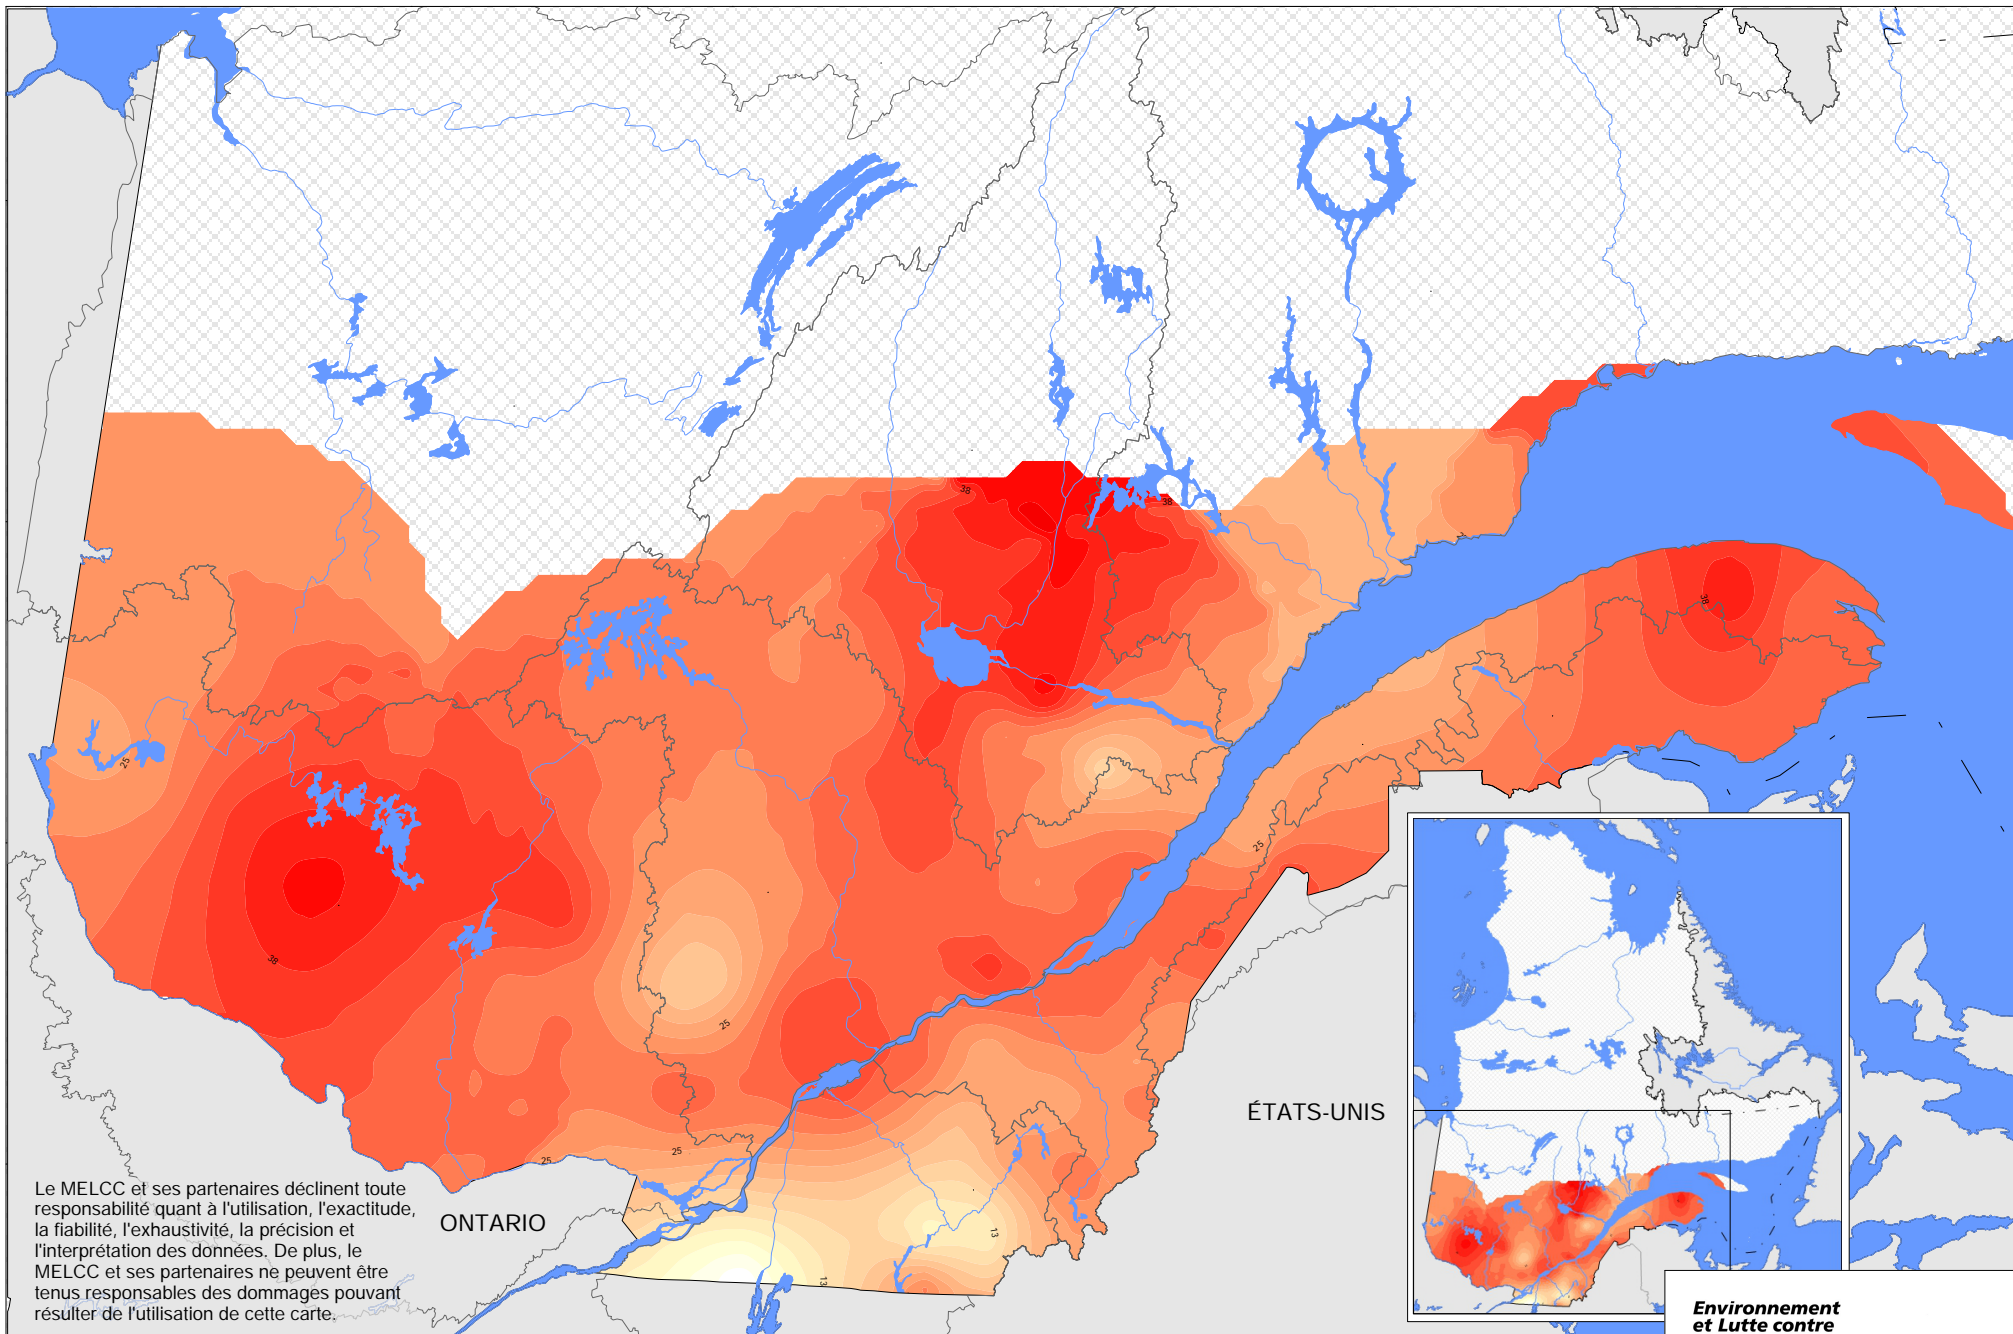 38
38
38
25
25
38
25
25
25
13
13
ÉTATS-UNIS
ONTARIO
Le MELCC et ses partenaires déclinent toute
responsabilité quant à l'utilisation, l'exactitude,
la fiabilité, l'exhaustivité, la précision et
l'interprétation des données. De plus, le
MELCC et ses partenaires ne peuvent être
tenus responsables des dommages pouvant
résulter de l'utilisation de cette carte.
Environnement
et Lutte contre